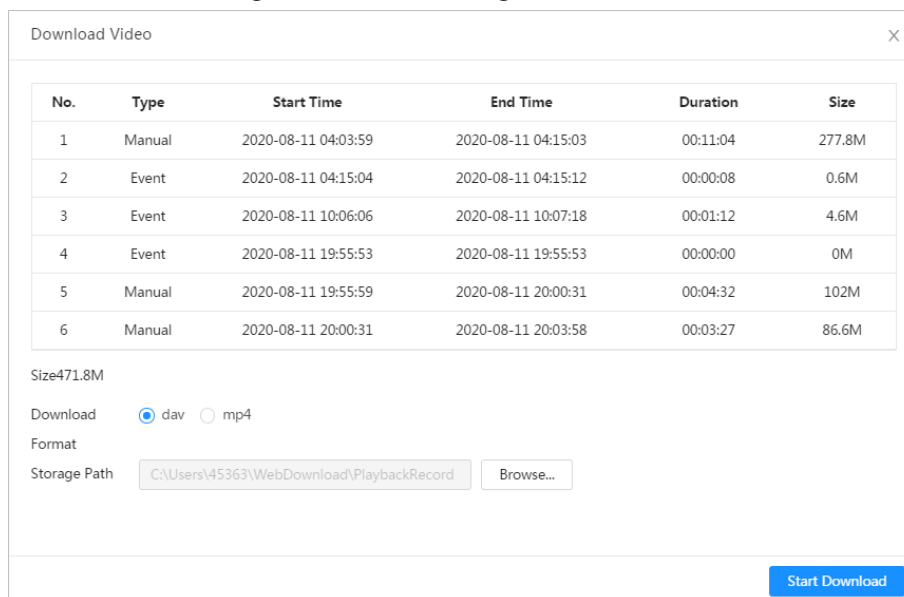 Download Video
No. Type Start Time End Time Duration Size
1 Manual 2020-08-11 04:03:59 2020-08-11 04:15:03 00:11:04 277.8M
2 Event 2020-08-11 04:15:04 2020-08-11 04:15:12 00:00:08 0.6M
3 Event 2020-08-11 10:06:06 2020-08-11 10:07:18 00:01:12 4.6M
4 Event 2020-08-11 19:55:53 2020-08-11 19:55:53 00:00:00 0M
5 Manual 2020-08-11 19:55:59 2020-08-11 20:00:31 00:04:32 102M
6 Manual 2020-08-11 20:00:31 2020-08-11 20:03:58 00:03:27 86.6M
Size471.8M
Download dav mp4
Format
Storage Path C:\Users\45363\WebDownload\PlaybackRecord Browse...
Start Download